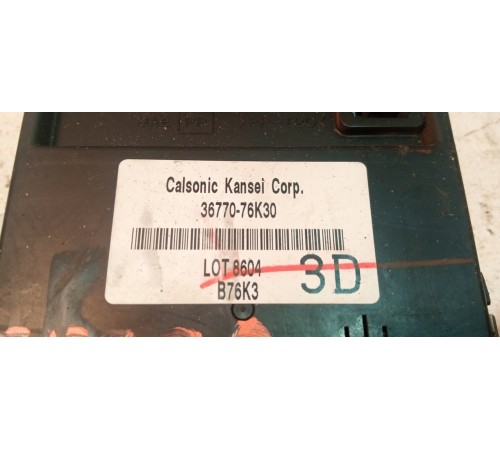 Calsonic Kansei Corp.
36770-76K30
LOT 8604
B76K3
3D